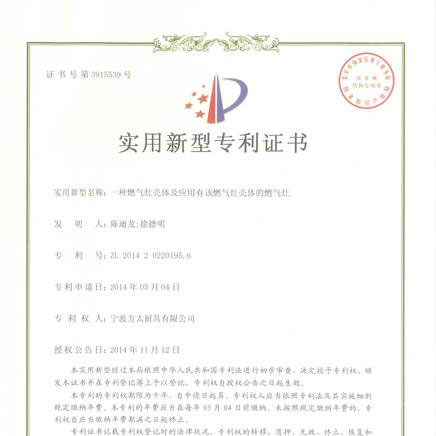 证书号第3915539号
实用新型专利证书
实用新型名称：一种燃气灶壳体及应用有该燃气灶壳体的燃气灶
发明人：陈迪龙;徐德明
专利号：ZL 2014 2 0220195.6
专利申请日：2014年05月04日
专利权人：宁波方太厨具有限公司
授权公告日：2014年11月12日
本实用新型经过本局依照中华人民共和国专利法进行初步审查，决定授予专利权，颁
发本证书并在专利登记簿上予以登记。专利权自授权公告之日起生效。
本专利的专利权期限为十年，自申请日起算。专利权人应当依照专利法及其实施细则
规定缴纳年费。本专利的年费应当在每年05月04日前缴纳。未按照规定缴纳年费的，专
利权自应当缴纳年费期满之日起终止。
专利证书记载专利权登记时的法律状况。专利权的转移、质押、无效、终止、恢复和